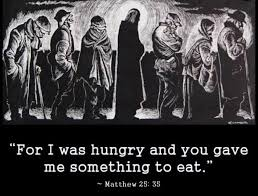 “For I was hungry and you gave
me something to eat.”
~ Matthew 25: 35